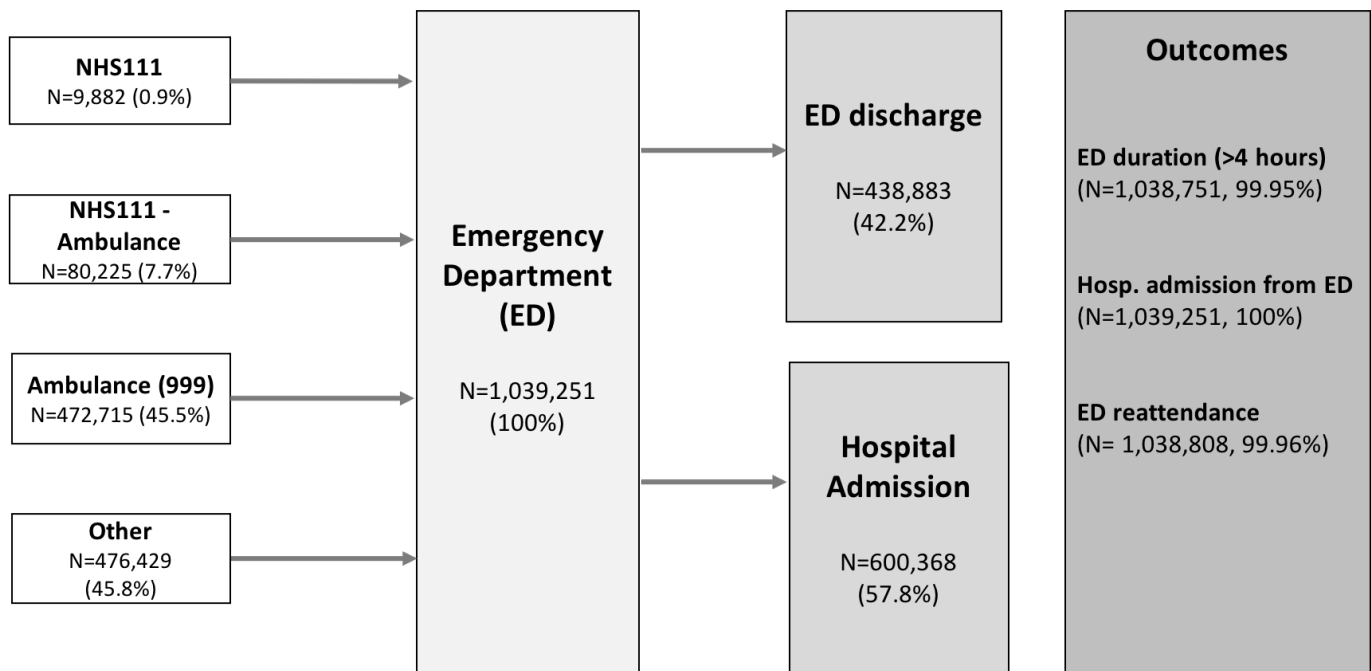 NHS111
N=9,882 (0.9%)
NHS111 -
Ambulance
N=80,225 (7.7%)
Ambulance (999)
N=472,715 (45.5%)
Other
N=476,429
(45.8%)
Emergency
Department
(ED)
N=1,039,251
(100%)
ED discharge
N=438,883
(42.2%)
Hospital
Admission
N=600,368
(57.8%)
Outcomes
ED duration (>4 hours)
(N=1,038,751, 99.95%)
Hosp. admission from ED
(N=1,039,251, 100%)
ED reattendance
(N= 1,038,808, 99.96%)